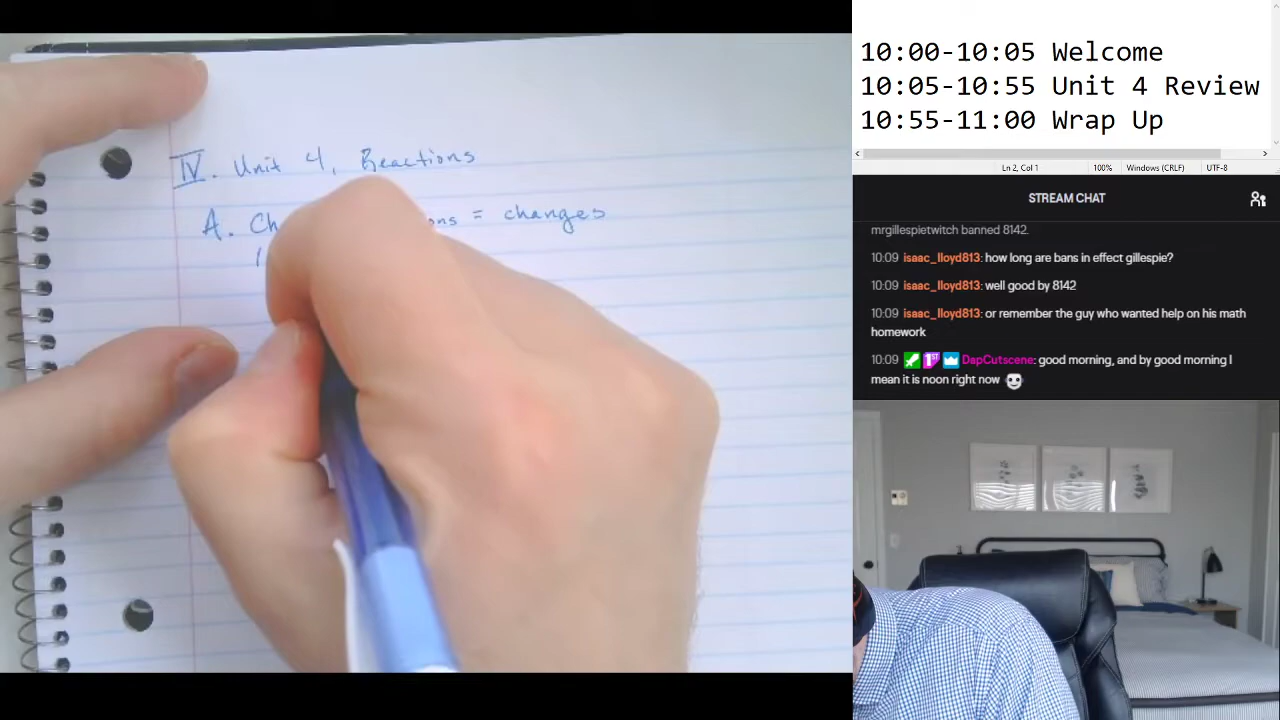 IV. Unit 4, Reactions
A. Ch ons = changes
10:00-10:05 Welcome
10:05-10:55 Unit 4 Review
10:55-11:00 Wrap Up
Ln 2, Col 1 100% Windows (CRLF) UTF-8
STREAM CHAT
mrgillespietwitch banned 8142.
10:09 isaac_lloyd813: how long are bans in effect gillespie?
10:09 isaac_lloyd813: well good by 8142
10:09 isaac_lloyd813: or remember the guy who wanted help on his math
homework
10:09 1ST DapCutscene: good morning, and by good morning I
mean it is noon right now